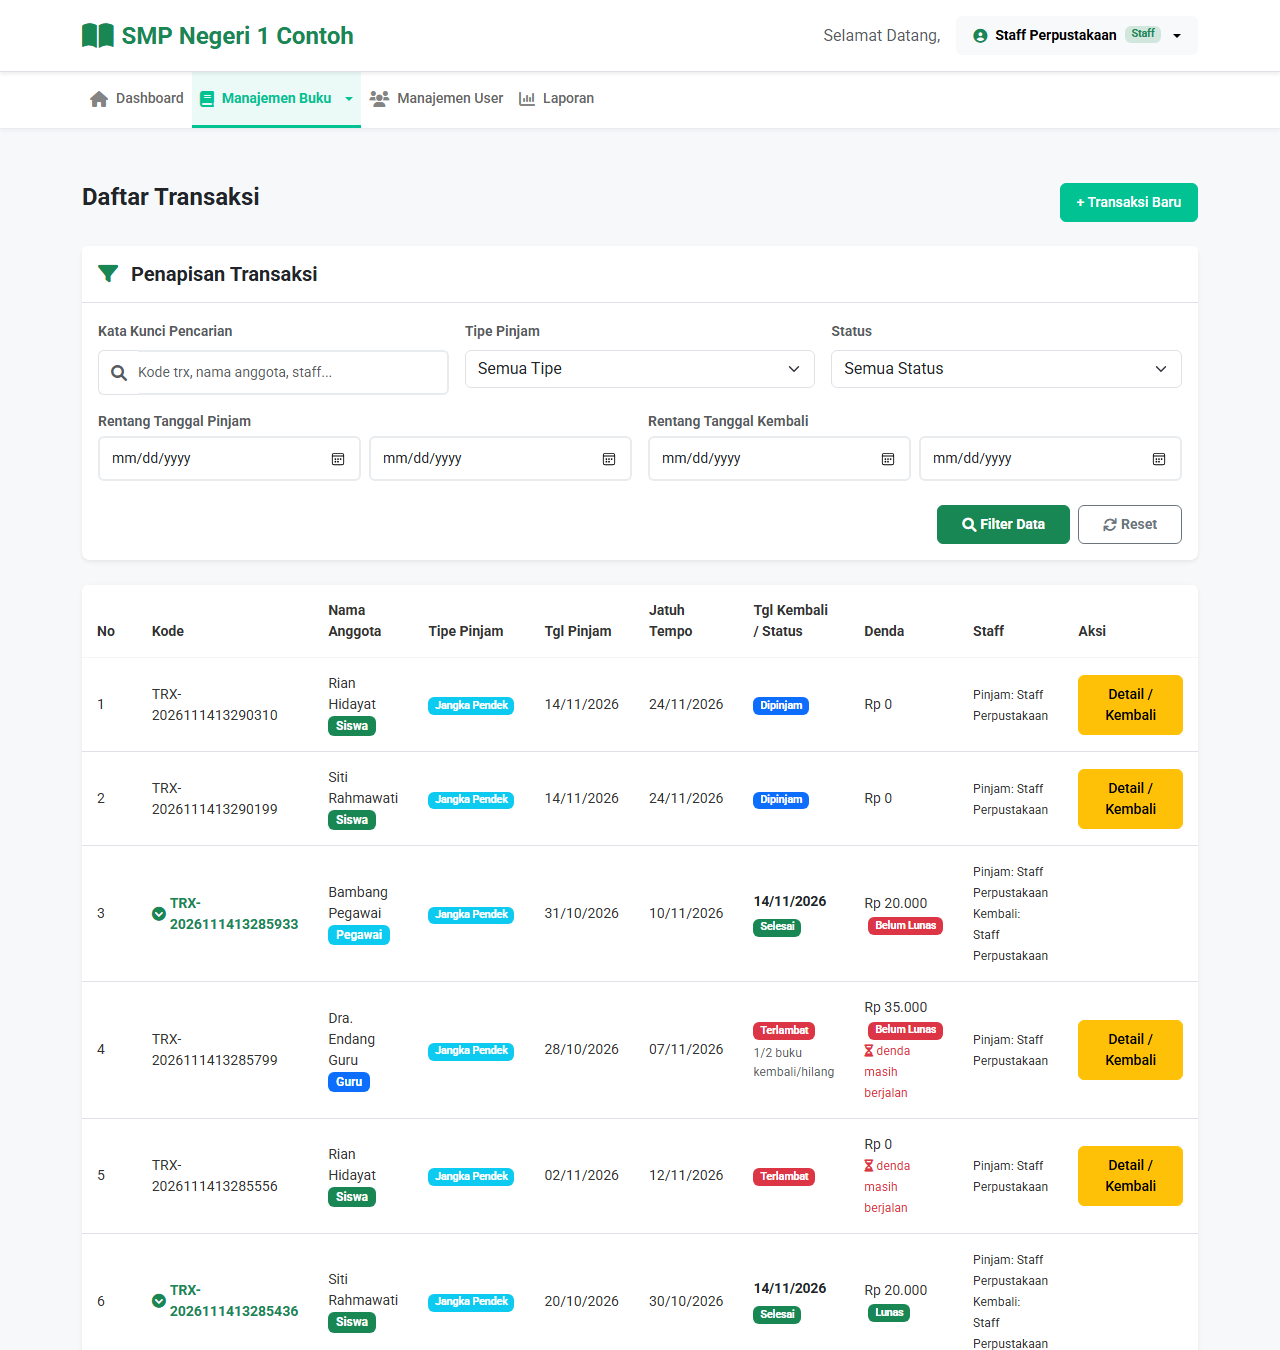 SMP Negeri 1 Contoh
Selamat Datang,
Staff Perpustakaan Staff
Dashboard Manajemen Buku Manajemen User Laporan
Daftar Transaksi
+ Transaksi Baru
Penapisan Transaksi
Kata Kunci Pencarian
Tipe Pinjam
Status
Kode trx, nama anggota, staff...
Semua Tipe
Semua Status
Rentang Tanggal Pinjam
Rentang Tanggal Kembali
mm/dd/yyyy
mm/dd/yyyy
mm/dd/yyyy
mm/dd/yyyy
Filter Data
Reset
No
Kode
Nama
Anggota
Tipe Pinjam
Tgl Pinjam
Jatuh
Tempo
Tgl Kembali
/ Status
Denda
Staff
Aksi
1
TRX-
2026111413290310
Rian
Hidayat
Siswa
Jangka Pendek
14/11/2026
24/11/2026
Dipinjam
Rp 0
Pinjam: Staff
Perpustakaan
Detail /
Kembali
2
TRX-
2026111413290199
Siti
Rahmawati
Siswa
Jangka Pendek
14/11/2026
24/11/2026
Dipinjam
Rp 0
Pinjam: Staff
Perpustakaan
Detail /
Kembali
3
TRX-
2026111413285933
Bambang
Pegawai
Pegawai
Jangka Pendek
31/10/2026
10/11/2026
14/11/2026
Selesai
Rp 20.000
Belum Lunas
Pinjam: Staff
Perpustakaan
Kembali:
Staff
Perpustakaan
4
TRX-
2026111413285799
Dra.
Endang
Guru
Guru
Jangka Pendek
28/10/2026
07/11/2026
Terlambat
1/2 buku
kembali/hilang
Rp 35.000
Belum Lunas
denda
masih
berjalan
Pinjam: Staff
Perpustakaan
Detail /
Kembali
5
TRX-
2026111413285556
Rian
Hidayat
Siswa
Jangka Pendek
02/11/2026
12/11/2026
Terlambat
Rp 0
denda
masih
berjalan
Pinjam: Staff
Perpustakaan
Detail /
Kembali
6
TRX-
2026111413285436
Siti
Rahmawati
Siswa
Jangka Pendek
20/10/2026
30/10/2026
14/11/2026
Selesai
Rp 20.000
Lunas
Pinjam: Staff
Perpustakaan
Kembali:
Staff
Perpustakaan